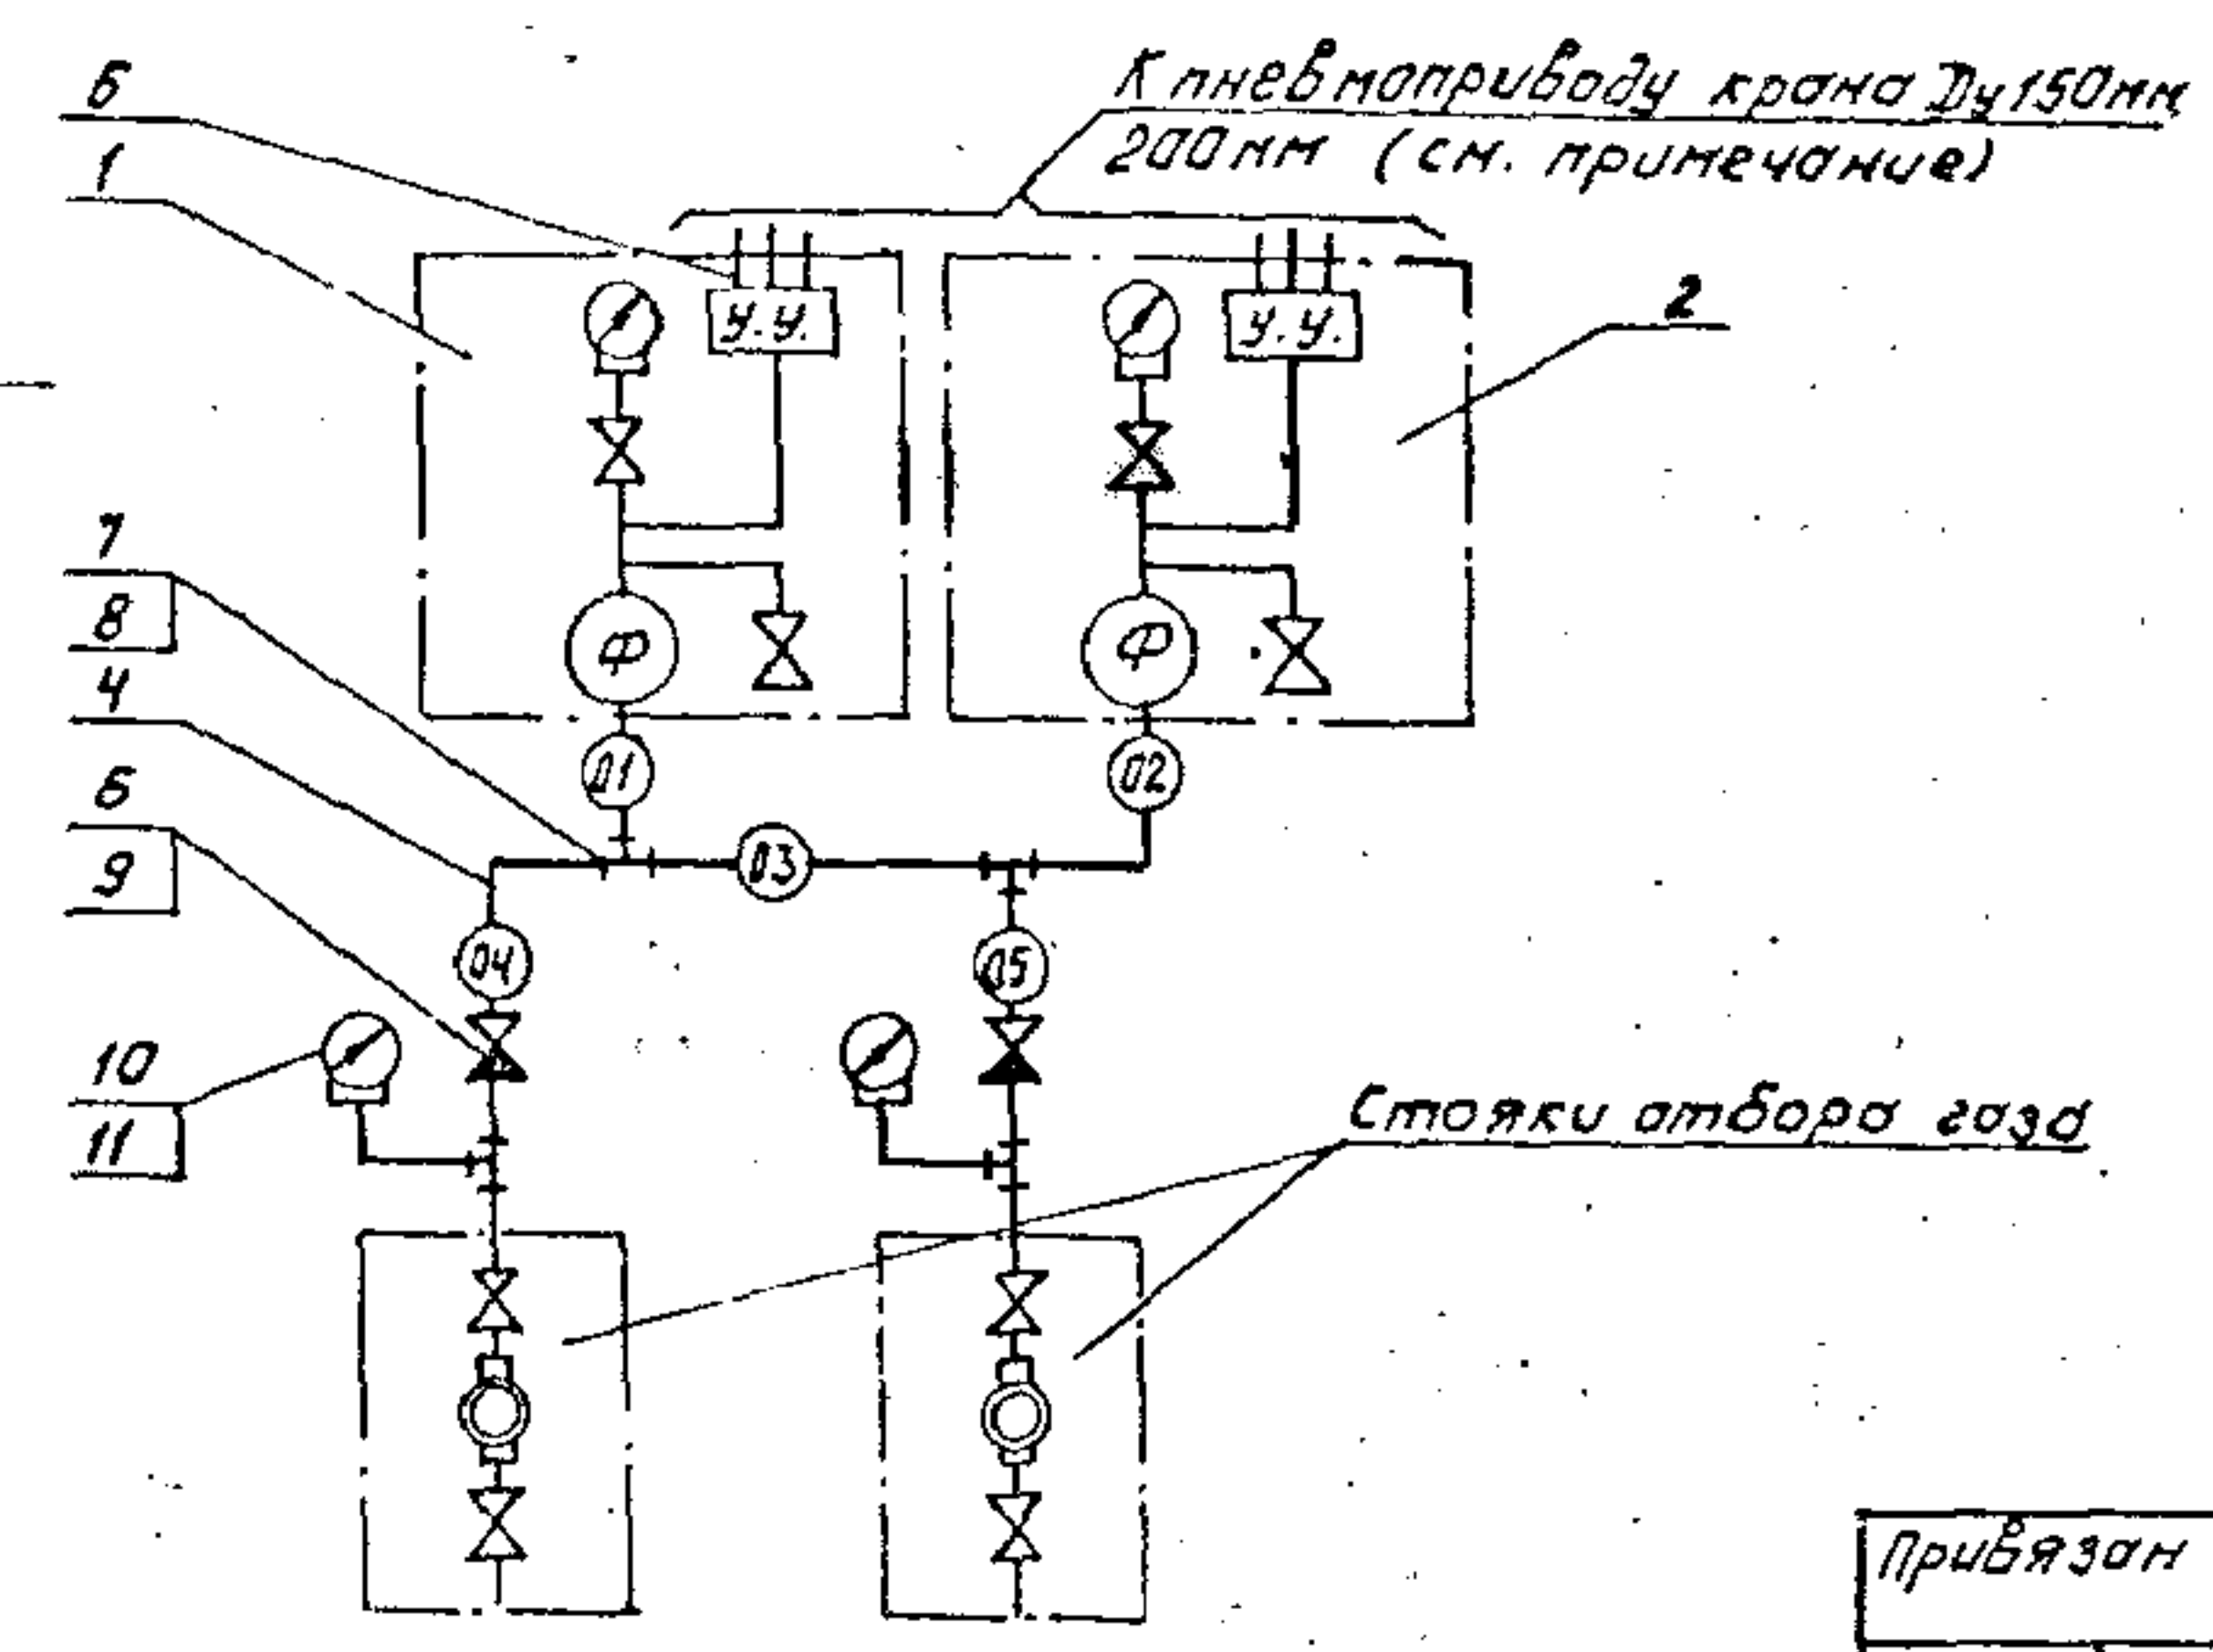 6
К пневмоприводу крана Ду150мм
200мм (см. примечание)
1
У.У.
У.У.
2
7
8
Ф
Ф
4
01
02
6
03
9
04
05
10
11
Стояки отбора газа
Привязан